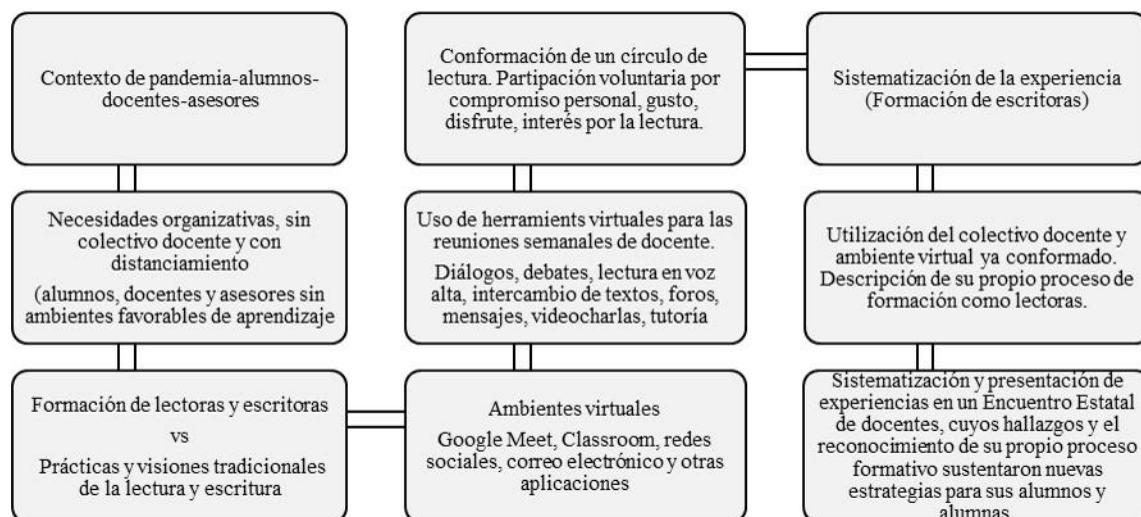 Contexto de pandemia-alumnos-
docentes-asesores
Necesidades organizativas, sin
colectivo docente y con
distanciamiento
(alumnos, docentes y asesores sin
ambientes favorables de aprendizaje
Formación de lectoras y escritoras
vs
Prácticas y visiones tradicionales
de la lectura y escritura
Ambientes virtuales
Google Meet, Classroom, redes
sociales, correo electrónico y otras
aplicaciones
Uso de herramients virtuales para las
reuniones semanales de docente.
Diálogos, debates, lectura en voz
alta, intercambio de textos, foros,
mensajes, videocharlas, tutoría
Conformación de un círculo de
lectura. Partipación voluntaria por
compromiso personal, gusto,
disfrute, interés por la lectura.
Sistematización de la experiencia
(Formación de escritoras)
Utilización del colectivo docente y
ambiente virtual ya conformado.
Descripción de su propio proceso de
formación como lectoras.
Sistematización y presentación de
experiencias en un Encuentro Estatal
de docentes, cuyos hallazgos y el
reconocimiento de su propio proceso
formativo sustentaron nuevas
estrategias para sus alumnos y
alumnas